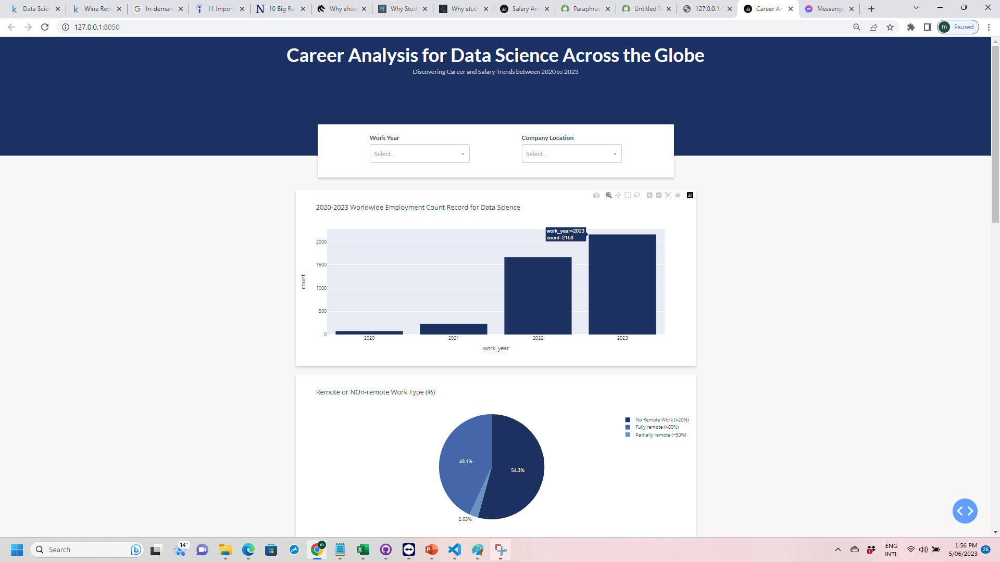 Data Scien
Wine Revi
In-deman
11 Import
10 Big Rea
Why shou
Why Stud
Why study
Salary Ana
Paraphras
Untitled P
127.0.0.1:
Career An
Messenge
127.0.0.1:8050
m
Paused
Career Analysis for Data Science Across the Globe
Discovering Career and Salary Trends between 2020 to 2023
Work Year
Company Location
Select...
Select...
2020-2023 Worldwide Employment Count Record for Data Science
work_year=2023
count=2158
2000
1500
1000
500
0
count
2020
2021
2022
2023
work_year
Remote or NOn-remote Work Type (%)
No Remote Work (<20%)
Fully remote (>80%)
Partially remote (~50%)
43.1%
54.3%
2.63%
Search
14°
m
1
ENG
INTL
1:56 PM
5/06/2023
26